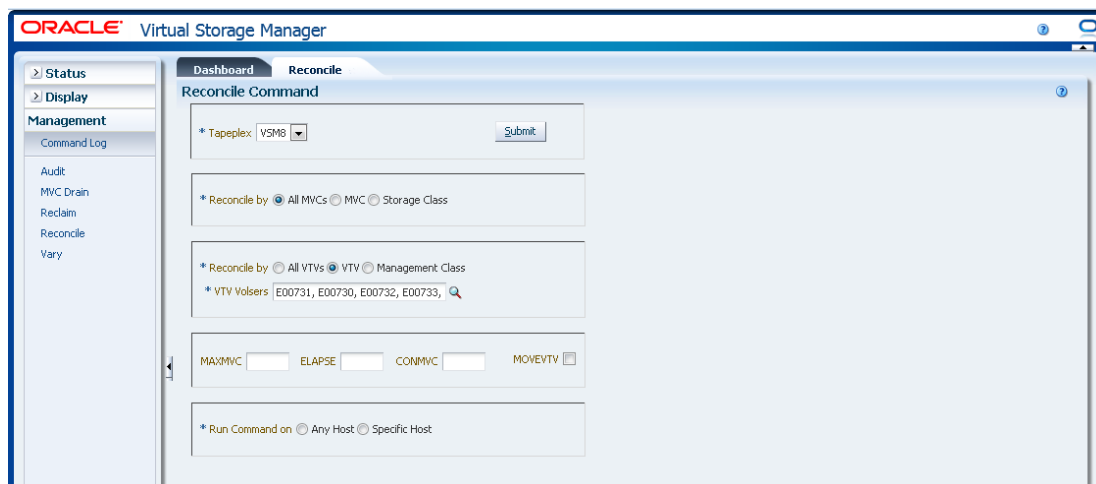 ORACLE® Virtual Storage Manager
Status
Display
Management
Command Log
Audit
MVC Drain
Reclaim
Reconcile
Vary
Dashboard Reconcile
Reconcile Command
* Tapeplex VSM8 Submit
* Reconcile by All MVCs MVC Storage Class
* Reconcile by All VTVs VTV Management Class
* VTV Volsers E00731, E00730, E00732, E00733,
MAXMVC ELAPSE CONMVC MOVEVTV
* Run Command on Any Host Specific Host